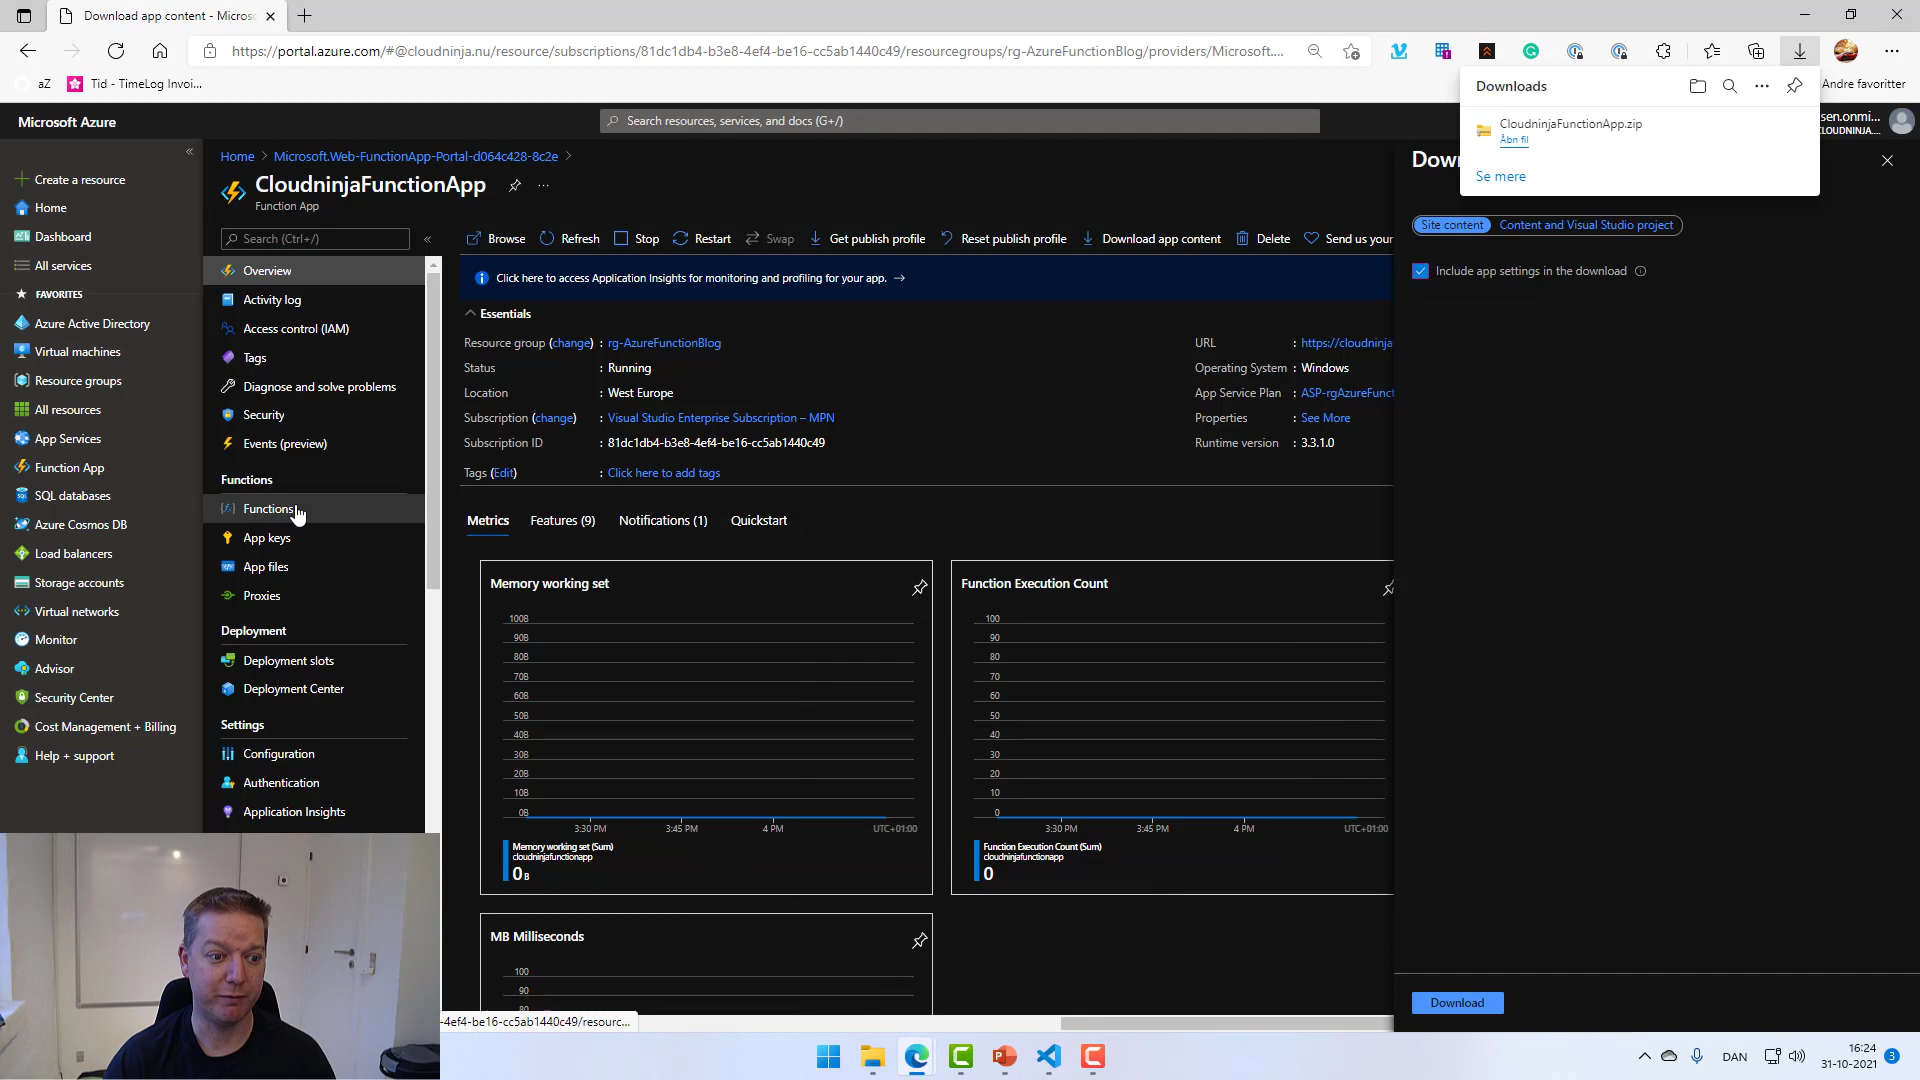 Download app content - Micros
https://portal.azure.com/#@cloudninja.nu/resource/subscriptions/81dc1db4-b3e8-4ef4-be16-cc5ab1440c49/resourcegroups/rg-AzureFunctionBlog/providers/Microsoft....
aZ
Tid - TimeLog Invoi...
Andre favoritter
Downloads
CloudninjaFunctionApp.zip
Åbn fil
Se mere
Microsoft Azure
Search resources, services, and docs (G+/)
sen.onmi...
CLOUDNINJA....
Create a resource
Home
Dashboard
All services
FAVORITES
Azure Active Directory
Virtual machines
Resource groups
All resources
App Services
Function App
SQL databases
Azure Cosmos DB
Load balancers
Storage accounts
Virtual networks
Monitor
Advisor
Security Center
Cost Management + Billing
Help + support
Home > Microsoft.Web-FunctionApp-Portal-d064c428-8c2e >
CloudninjaFunctionApp
Function App
Search (Ctrl+/)
Overview
Activity log
Access control (IAM)
Tags
Diagnose and solve problems
Security
Events (preview)
Functions
Functions
App keys
App files
Proxies
Deployment
Deployment slots
Deployment Center
Settings
Configuration
Authentication
Application Insights
Browse Refresh Stop Restart Swap Get publish profile Reset publish profile Download app content Delete Send us your
Click here to access Application Insights for monitoring and profiling for your app. →
Essentials
Resource group (change) : rg-AzureFunctionBlog
Status : Running
Location : West Europe
Subscription (change) : Visual Studio Enterprise Subscription – MPN
Subscription ID : 81dc1db4-b3e8-4ef4-be16-cc5ab1440c49
Tags (Edit) : Click here to add tags
URL : https://cloudninja
Operating System : Windows
App Service Plan : ASP-rgAzureFunct
Properties : See More
Runtime version : 3.3.1.0
Metrics Features (9) Notifications (1) Quickstart
Memory working set
100B
90B
80B
70B
60B
50B
40B
30B
20B
10B
0B
3:30 PM 3:45 PM 4 PM UTC+01:00
Memory working set (Sum)
cloudninjafunctionapp
0 B
Function Execution Count
100
90
80
70
60
50
40
30
20
10
0
3:30 PM 3:45 PM 4 PM UTC+01:00
Function Execution Count (Sum)
cloudninjafunctionapp
0
MB Milliseconds
100
90
80
Dow
Site content Content and Visual Studio project
Include app settings in the download
Download
-4ef4-be16-cc5ab1440c49/resourc...
DAN
16:24
31-10-2021
3